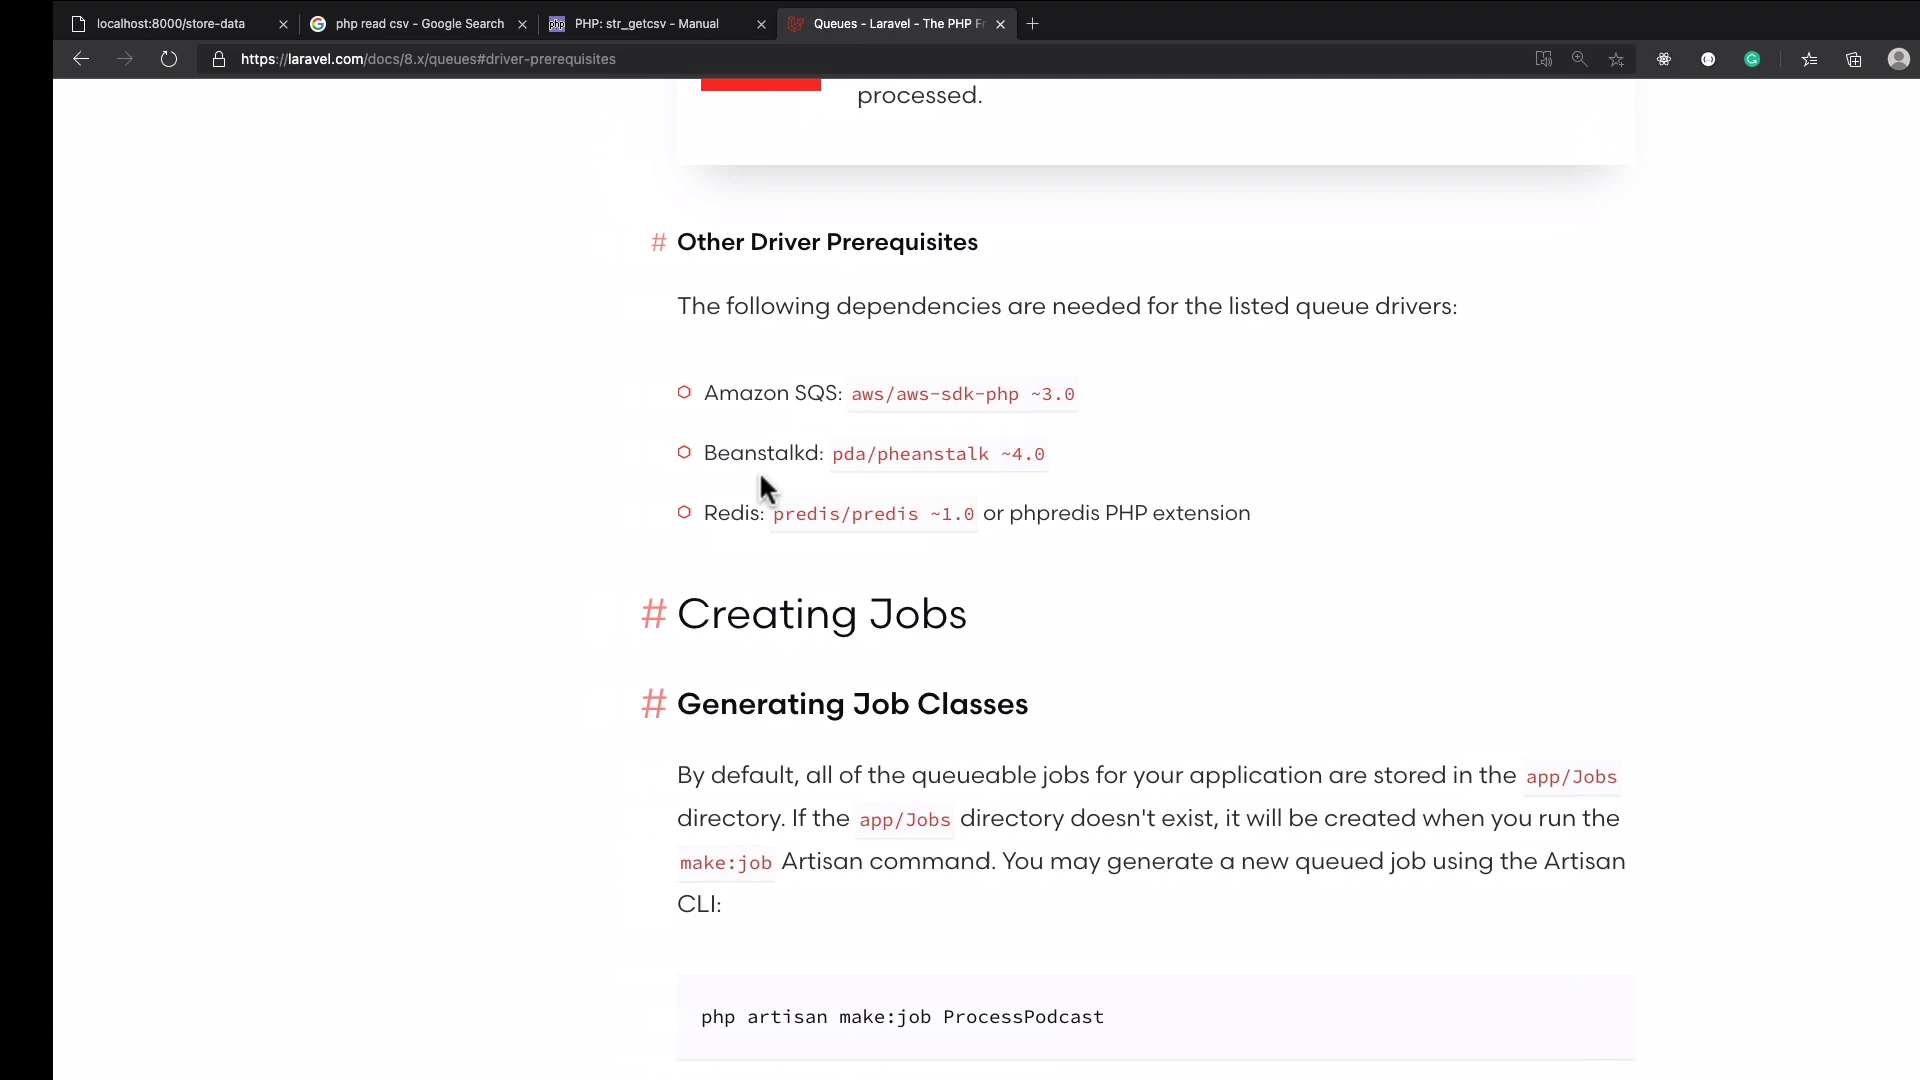 localhost:8000/store-data
php read csv - Google Search
php
PHP: str_getcsv - Manual
Queues - Laravel - The PHP Fr
https://laravel.com/docs/8.x/queues#driver-prerequisites
processed.
# Other Driver Prerequisites
The following dependencies are needed for the listed queue drivers:
Amazon SQS: aws/aws-sdk-php ~3.0
Beanstalkd: pda/pheanstalk ~4.0
Redis: predis/predis ~1.0 or phpredis PHP extension
# Creating Jobs
# Generating Job Classes
By default, all of the queueable jobs for your application are stored in the app/Jobs
directory. If the app/Jobs directory doesn't exist, it will be created when you run the
make:job Artisan command. You may generate a new queued job using the Artisan
CLI:
php artisan make:job ProcessPodcast